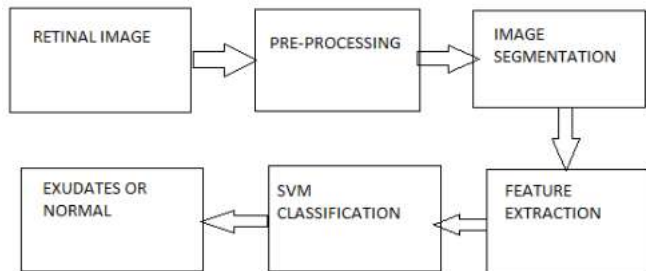 RETINAL IMAGE
PRE-PROCESSING
IMAGE
SEGMENTATION
FEATURE
EXTRACTION
SVM
CLASSIFICATION
EXUDATES OR
NORMAL